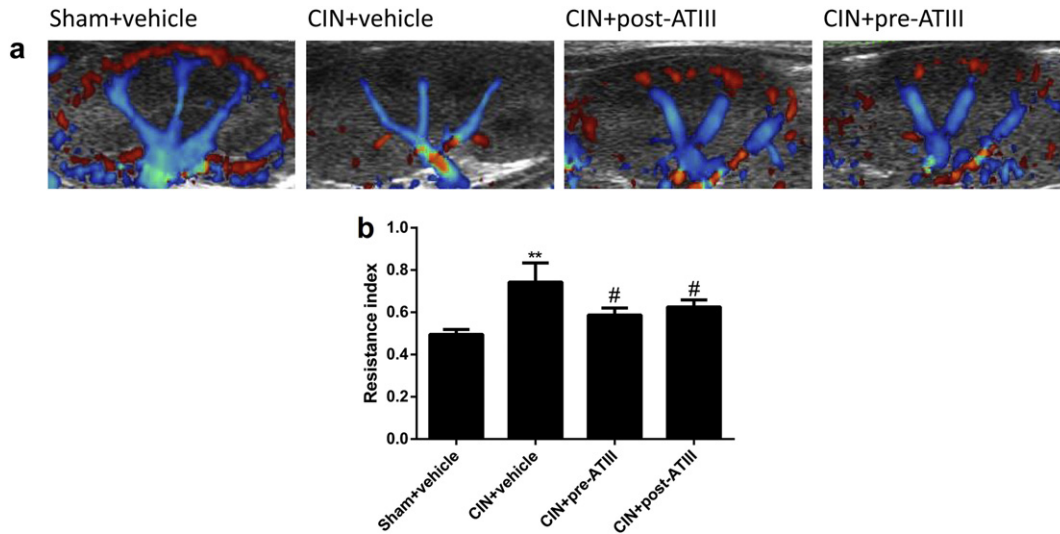 Sham+vehicle CIN+vehicle CIN+post-ATIII CIN+pre-ATIII
a
b
1.0
**
0.8
#
#
0.6
0.4
0.2
0.0
Resistance index
Sham+vehicle
CIN+vehicle
CIN+pre-ATIII
CIN+post-ATIII